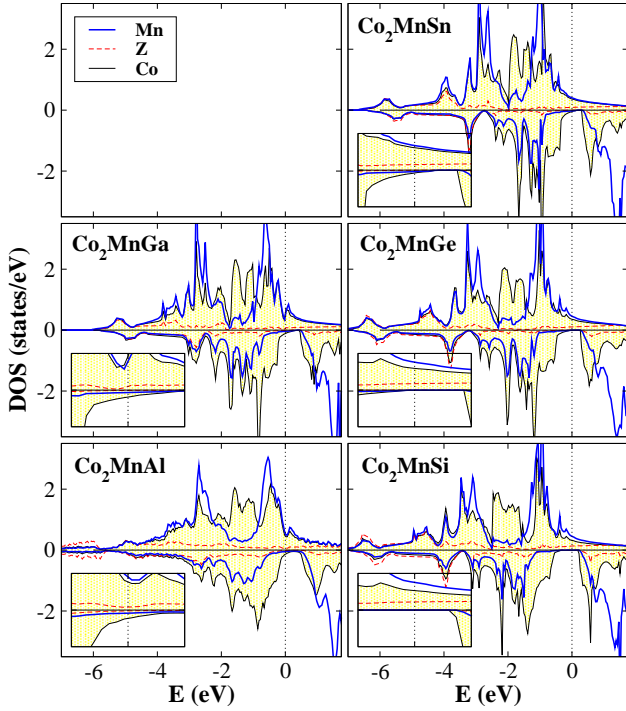 Mn
Z
Co
Co2MnSn
2
0
-2
Co2MnGa
Co2MnGe
2
0
-2
DOS (states/eV)
Co2MnAl
Co2MnSi
2
0
-2
-6 -4 -2 0 -6 -4 -2 0
E (eV) E (eV)